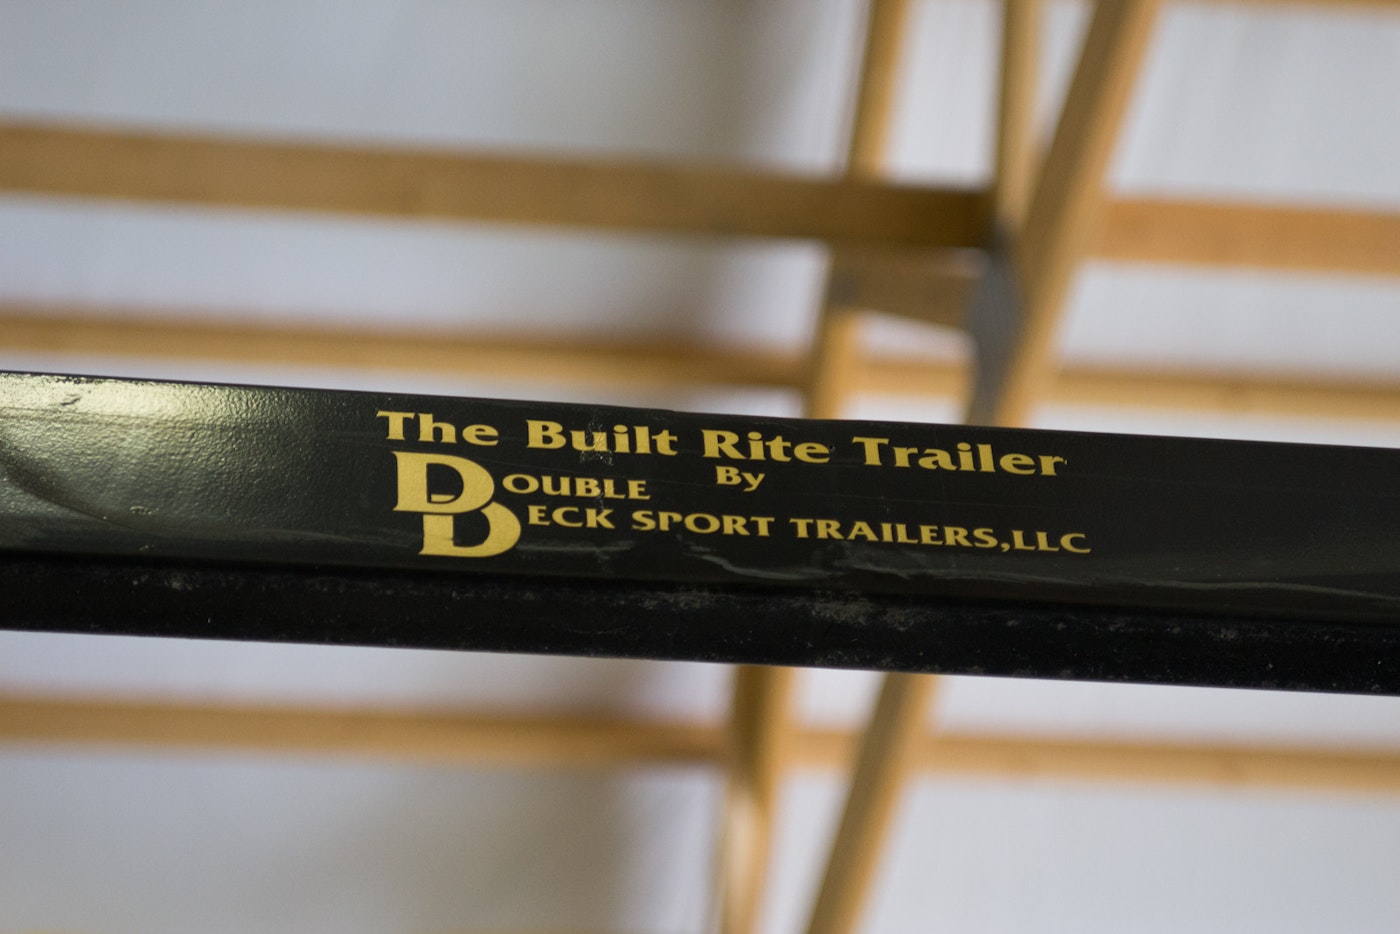 The Built Rite Trailer
By
DOUBLE
DECK SPORT TRAILERS,LLC